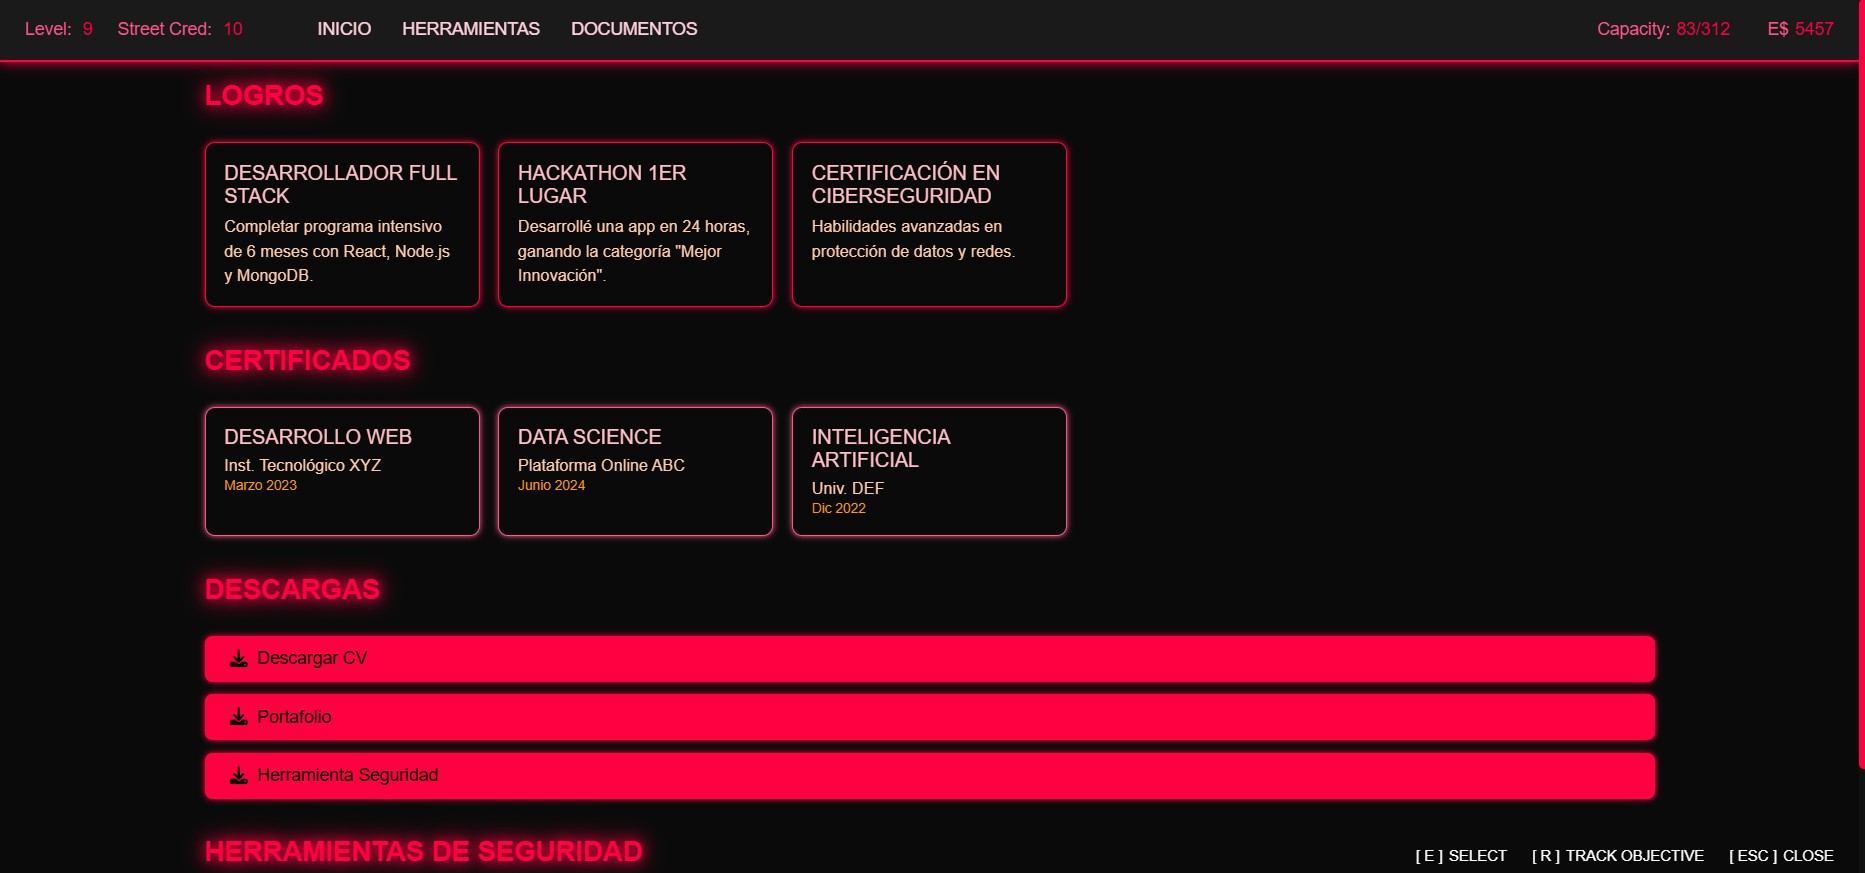 Level: 9 Street Cred: 10 INICIO HERRAMIENTAS DOCUMENTOS Capacity: 83/312 E$ 5457
LOGROS
DESARROLLADOR FULL
STACK
Completar programa intensivo
de 6 meses con React, Node.js
y MongoDB.
HACKATHON 1ER
LUGAR
Desarrollé una app en 24 horas,
ganando la categoría "Mejor
Innovación".
CERTIFICACIÓN EN
CIBERSEGURIDAD
Habilidades avanzadas en
protección de datos y redes.
CERTIFICADOS
DESARROLLO WEB
Inst. Tecnológico XYZ
Marzo 2023
DATA SCIENCE
Plataforma Online ABC
Junio 2024
INTELIGENCIA
ARTIFICIAL
Univ. DEF
Dic 2022
DESCARGAS
Descargar CV
Portafolio
Herramienta Seguridad
HERRAMIENTAS DE SEGURIDAD
[ E ] SELECT [ R ] TRACK OBJECTIVE [ ESC ] CLOSE